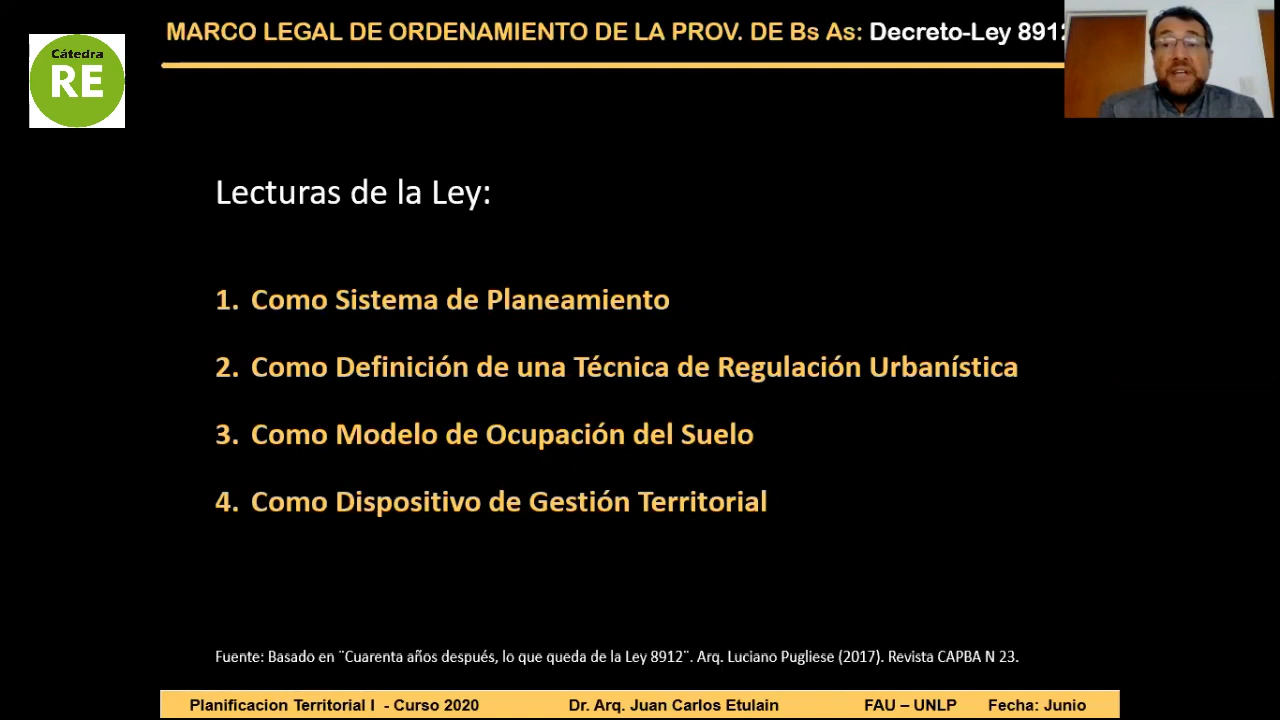 MARCO LEGAL DE ORDENAMIENTO DE LA PROV. DE Bs As: Decreto-Ley 8912
Cátedra
RE
Lecturas de la Ley:
1. Como Sistema de Planeamiento
2. Como Definición de una Técnica de Regulación Urbanística
3. Como Modelo de Ocupación del Suelo
4. Como Dispositivo de Gestión Territorial
Fuente: Basado en ¨Cuarenta años después, lo que queda de la Ley 8912¨. Arq. Luciano Pugliese (2017). Revista CAPBA N 23.
Planificacion Territorial I - Curso 2020 Dr. Arq. Juan Carlos Etulain FAU – UNLP Fecha: Junio